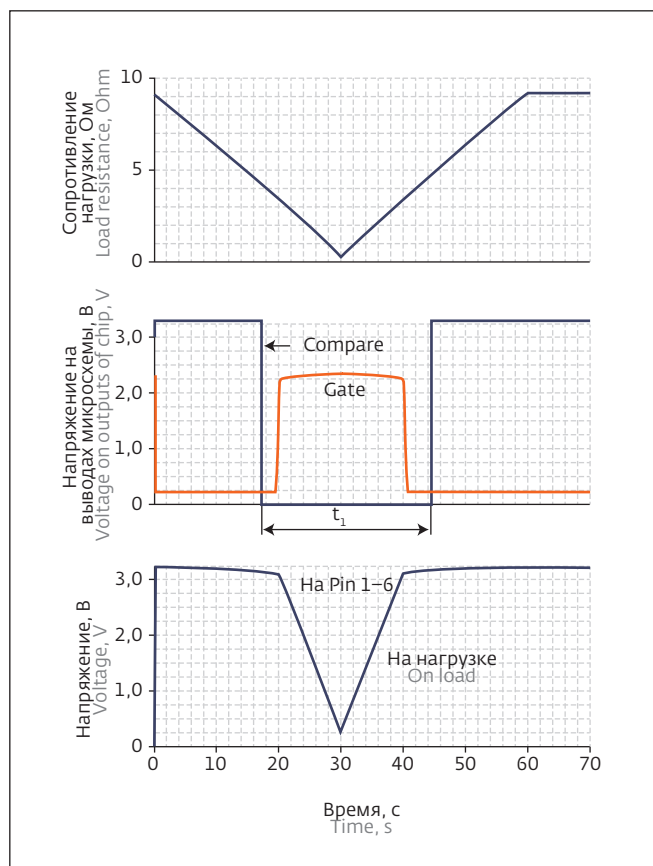 Сопротивление
нагрузки, Ом
Load resistance, Ohm
10
5
0
Напряжение на
выводах микросхемы, В
Voltage on outputs of chip, V
3,0
2,0
1,0
0
Compare
Gate
t1
Напряжение, В
Voltage, V
3,0
2,0
1,0
0
На Pin 1–6
На нагрузке
On load
0 10 20 30 40 50 60 70
Время, с
Time, s